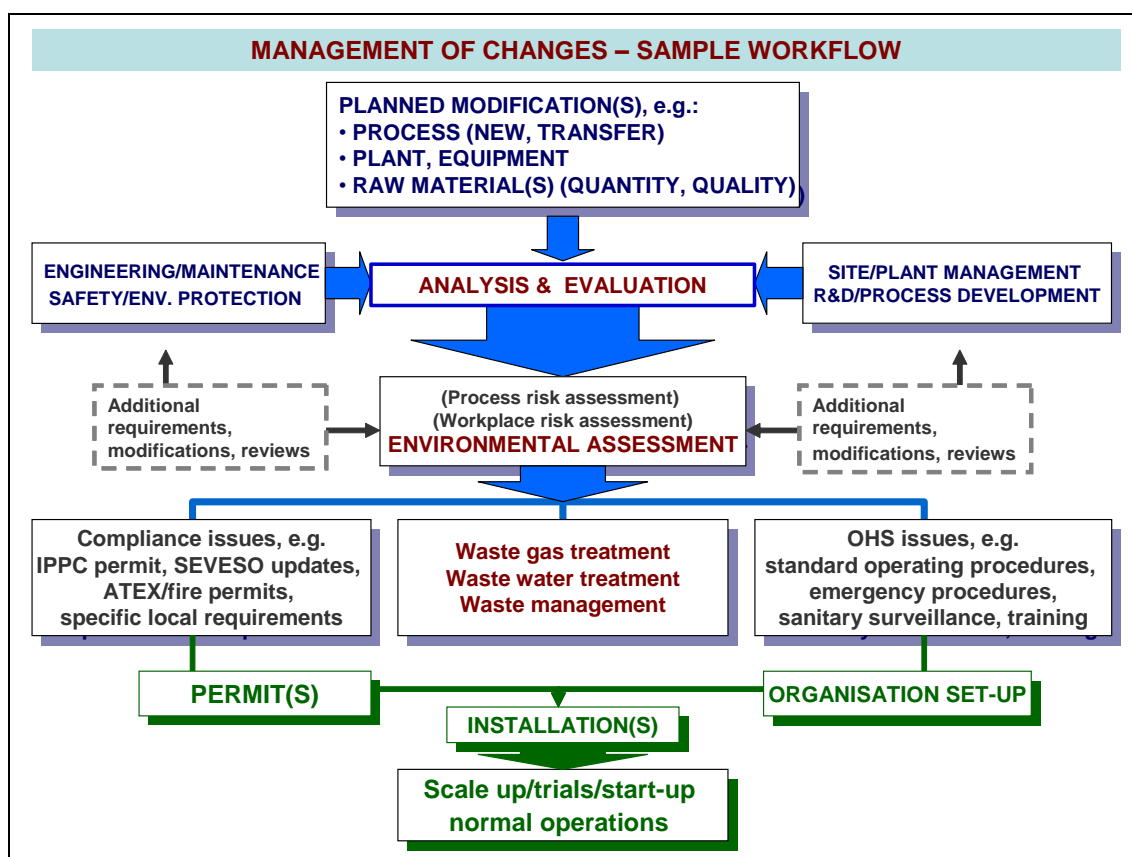 MANAGEMENT OF CHANGES – SAMPLE WORKFLOW
PLANNED MODIFICATION(S), e.g.:
• PROCESS (NEW, TRANSFER)
• PLANT, EQUIPMENT
• RAW MATERIAL(S) (QUANTITY, QUALITY)
ENGINEERING/MAINTENANCE
SAFETY/ENV. PROTECTION
ANALYSIS & EVALUATION
SITE/PLANT MANAGEMENT
R&D/PROCESS DEVELOPMENT
Additional
requirements,
modifications, reviews
(Process risk assessment)
(Workplace risk assessment)
ENVIRONMENTAL ASSESSMENT
Additional
requirements,
modifications, reviews
Compliance issues, e.g.
IPPC permit, SEVESO updates,
ATEX/fire permits,
specific local requirements
Waste gas treatment
Waste water treatment
Waste management
OHS issues, e.g.
standard operating procedures,
emergency procedures,
sanitary surveillance, training
PERMIT(S)
ORGANISATION SET-UP
INSTALLATION(S)
Scale up/trials/start-up
normal operations